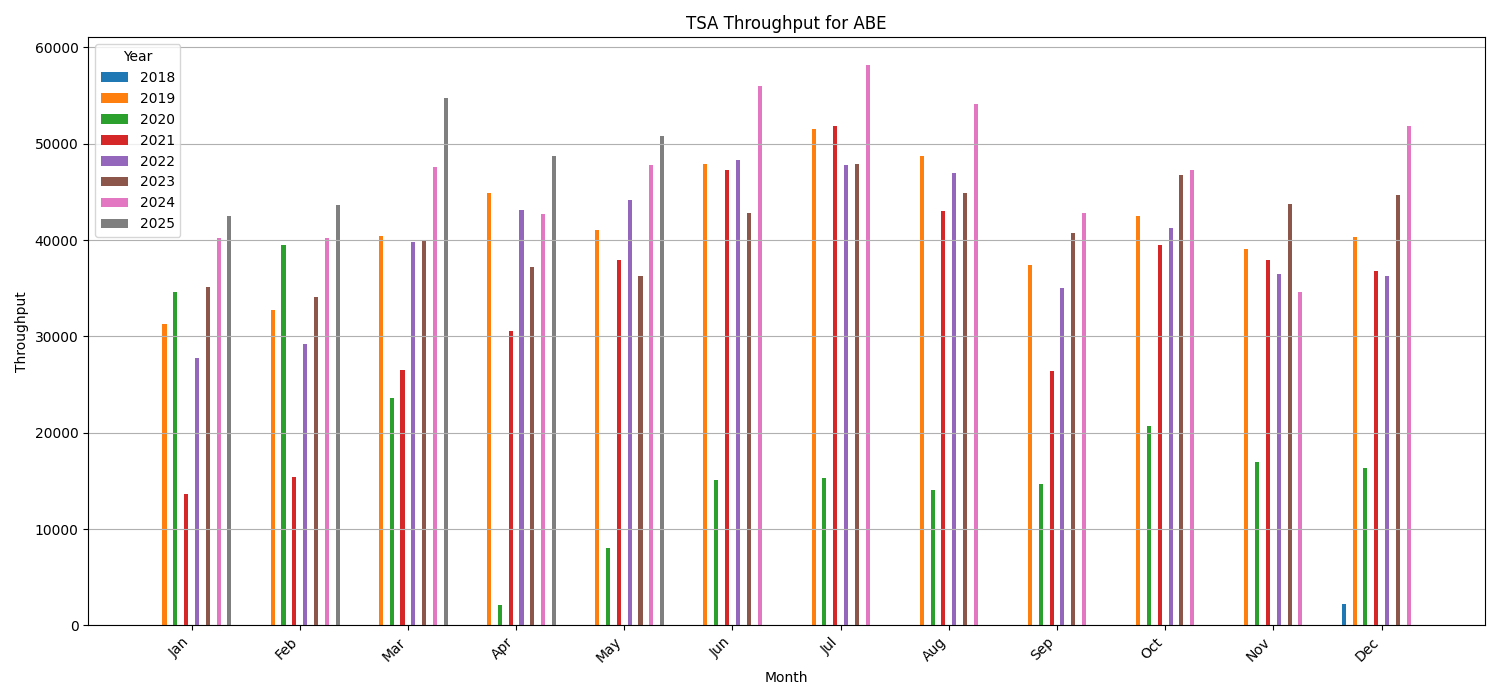 TSA Throughput for ABE
Year
2018
2019
2020
2021
2022
2023
2024
2025
60000
50000
40000
30000
20000
10000
0
Throughput
Jan
Feb
Mar
Apr
May
Jun
Jul
Aug
Sep
Oct
Nov
Dec
Month